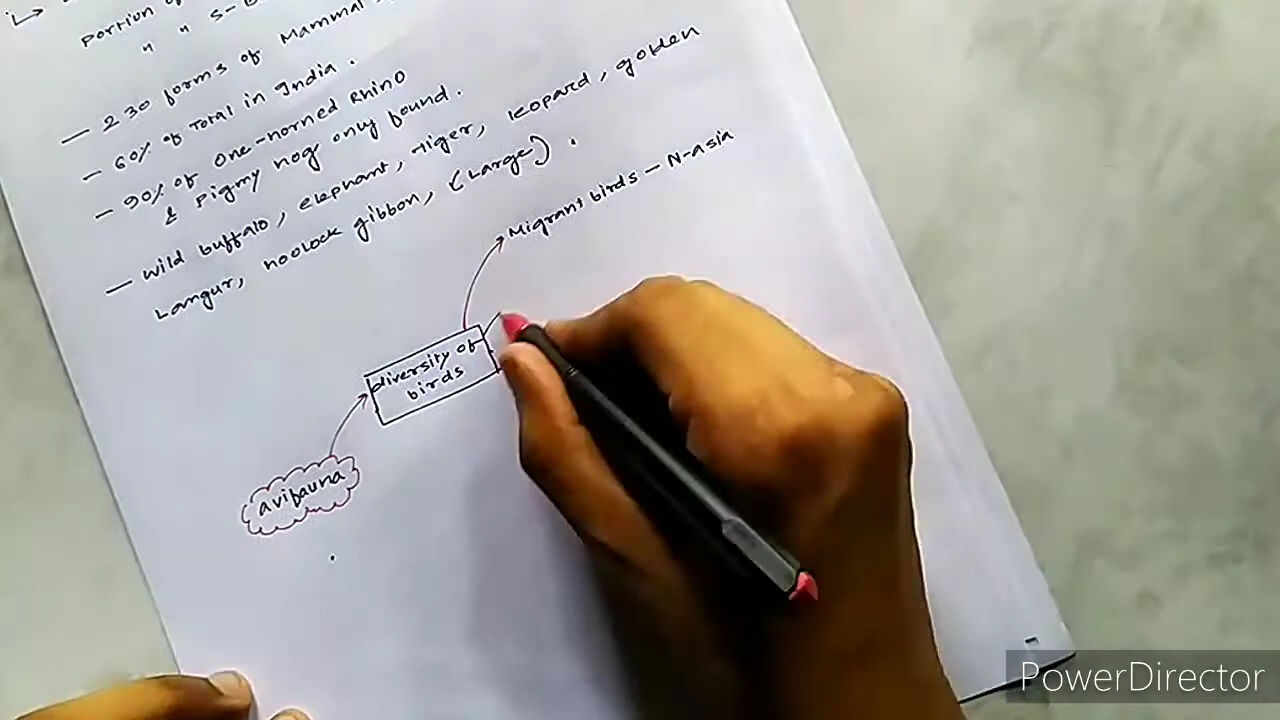 Portion of
" " S-
— 230 forms of Mammal
— 60% of Total in India.
— 90% of one-horned Rhino
& Pigmy hog only found.
— Wild buffalo, elephant, Tiger, leopard, golden
Langur, hoolock gibbon, (Large).
Migrant birds — N-asia
diversity of
birds
avifauna
PowerDirector